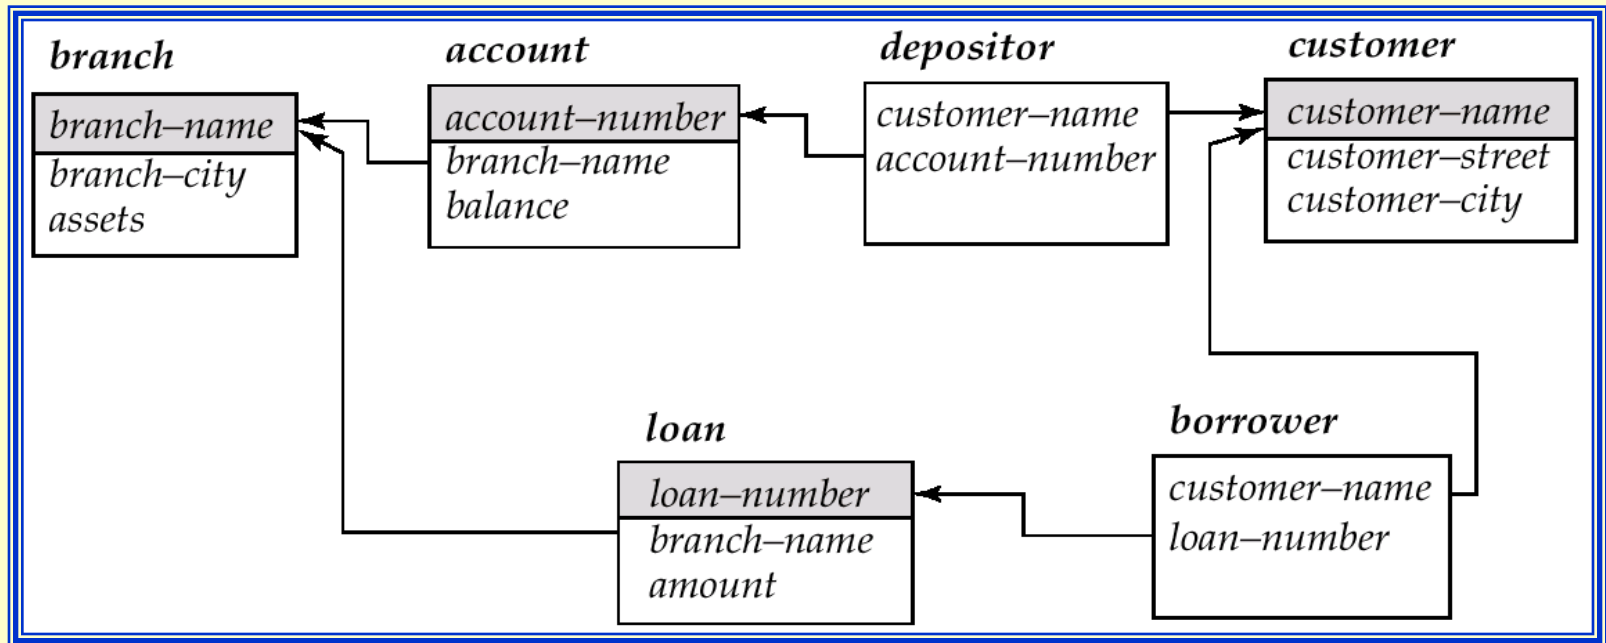 branch
branch–name
branch–city
assets
account
account–number
branch–name
balance
depositor
customer–name
account–number
customer
customer–name
customer–street
customer–city
loan
loan–number
branch–name
amount
borrower
customer–name
loan–number